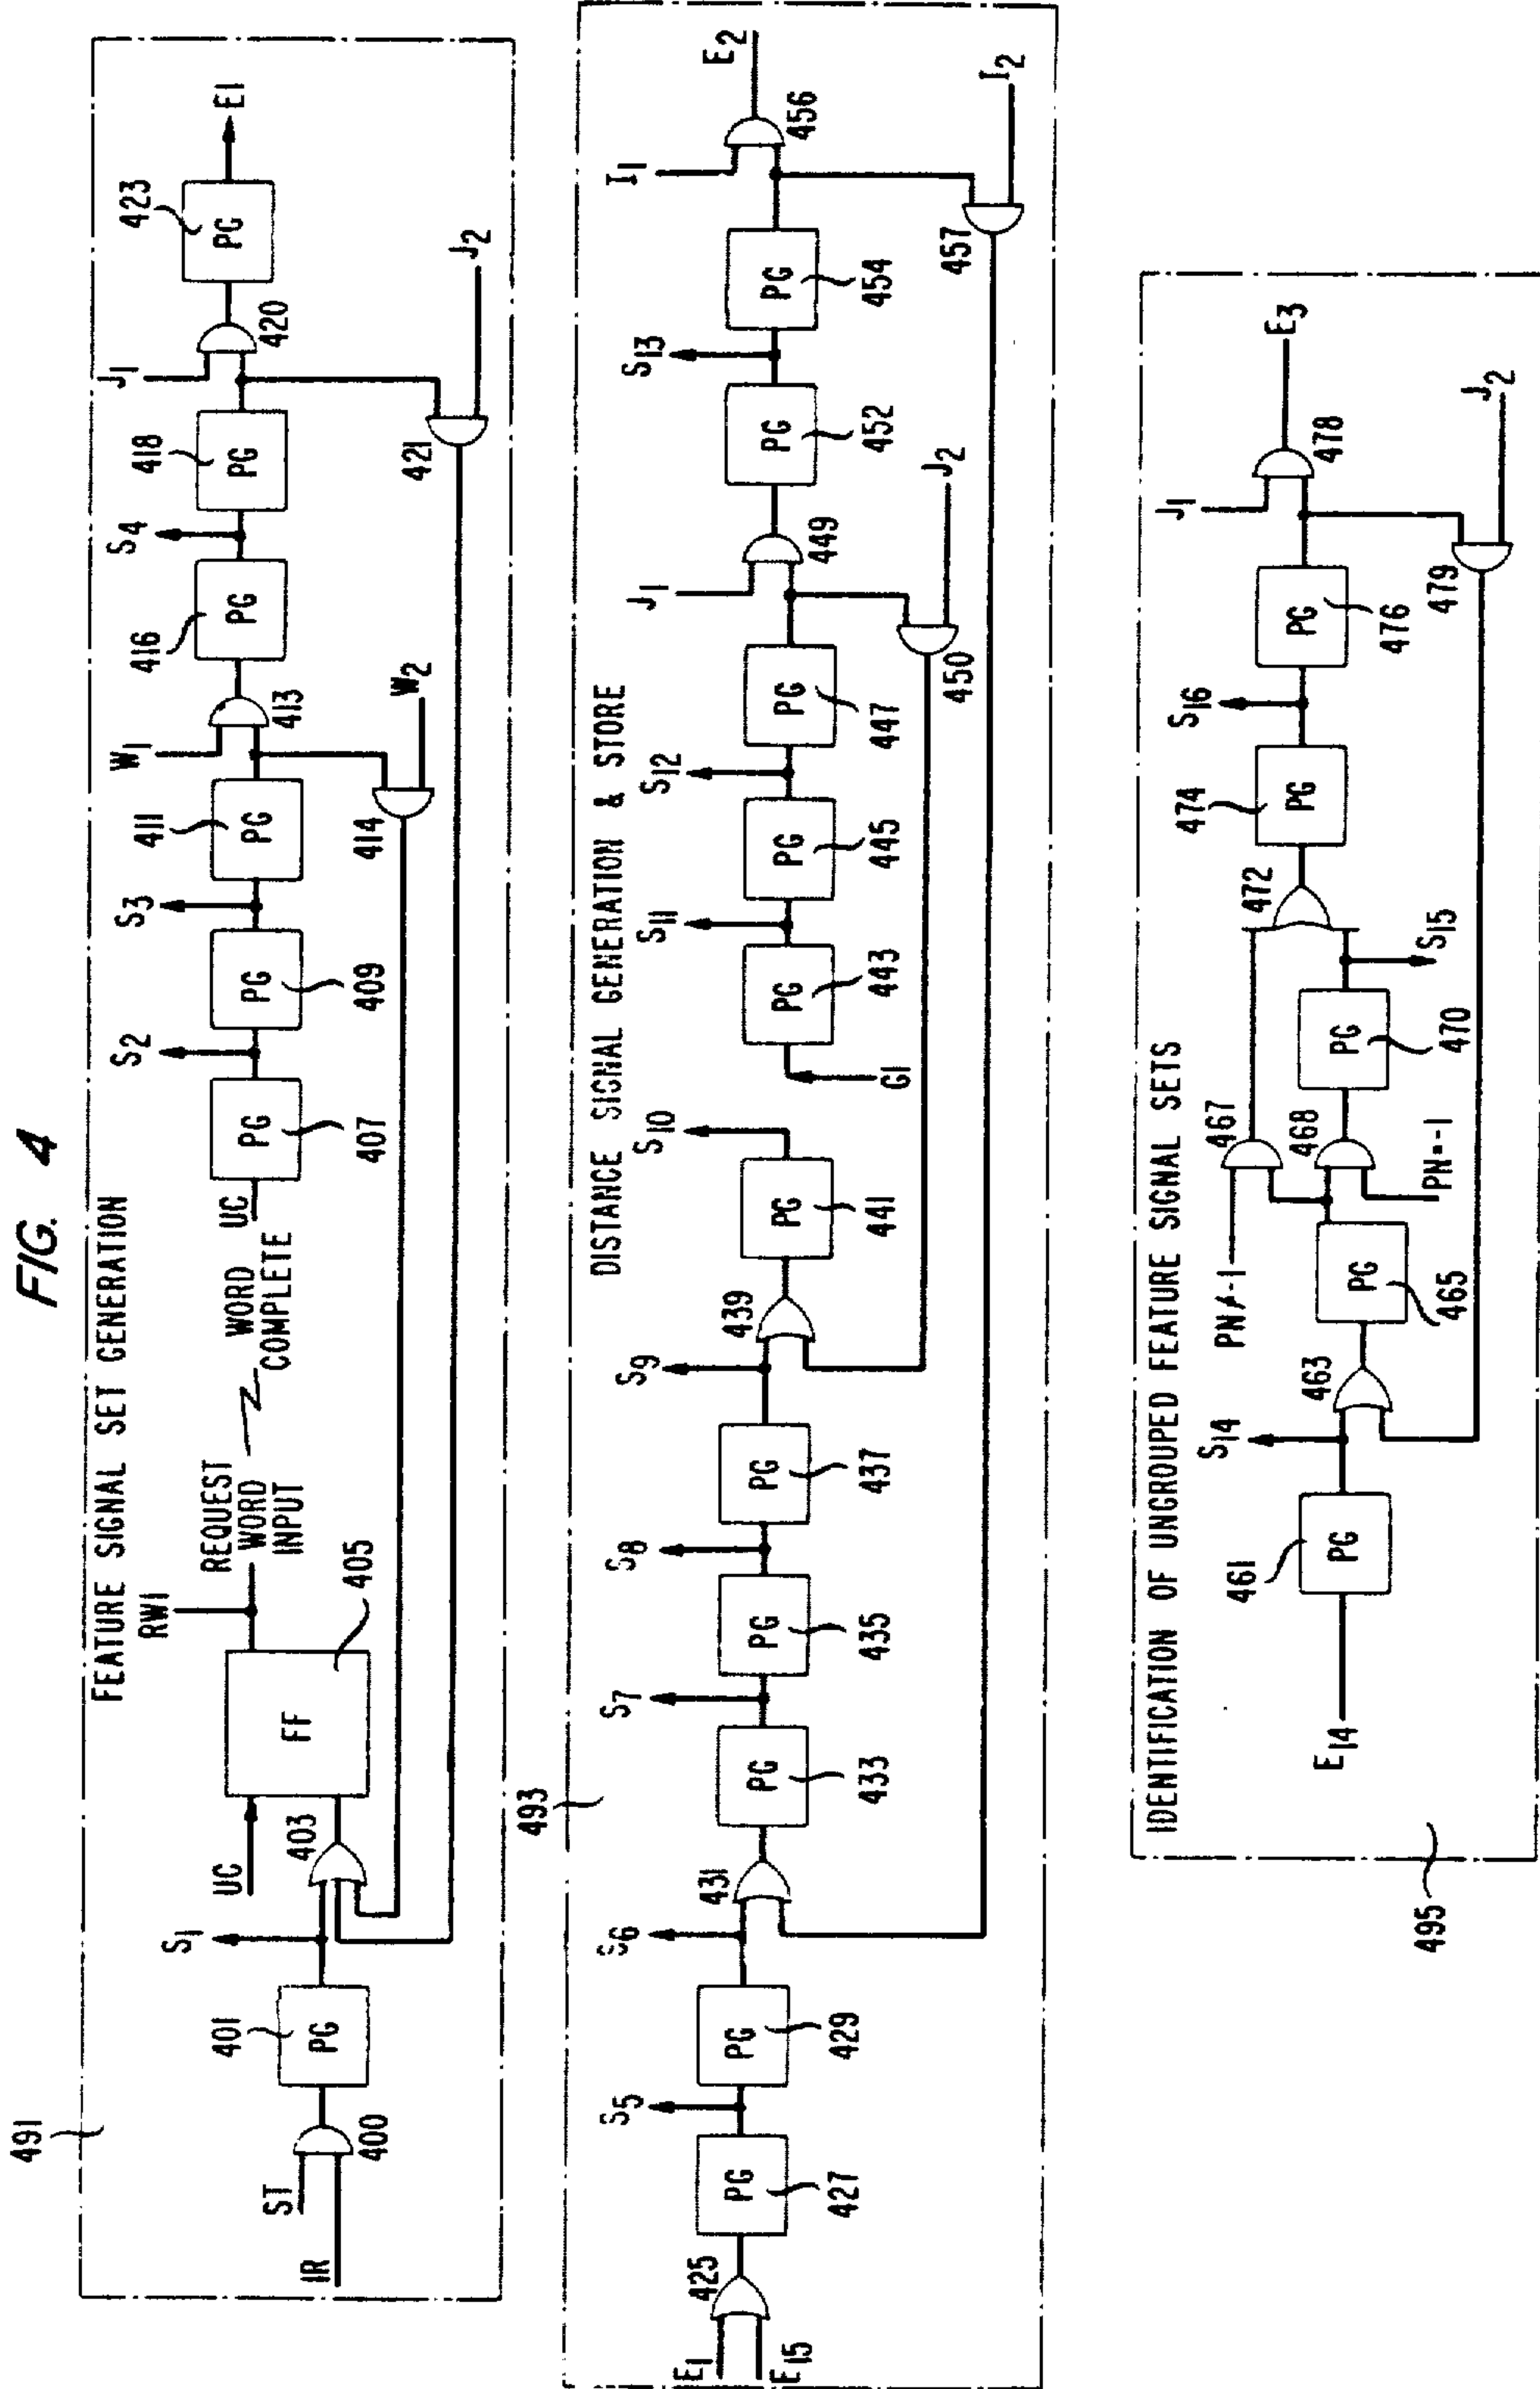 FIG. 4
491
FEATURE SIGNAL SET GENERATION
ST
IR
400
401
PG
S1
403
UC
FF
405
RW1
REQUEST
WORD
INPUT
WORD
COMPLETE
UC
PG
407
S2
PG
409
S3
411
PG
W1
413
414
W2
416
PG
S4
418
PG
J1
420
421
J2
423
PG
E1
493
DISTANCE SIGNAL GENERATION & STORE
E1
E15
425
PG
427
S5
PG
429
S6
431
PG
433
S7
PG
435
S8
PG
437
S9
439
PG
441
S10
G1
PG
443
S11
PG
445
S12
PG
447
J1
449
450
J2
PG
452
S13
PG
454
I1
456
E2
457
I2
495
IDENTIFICATION OF UNGROUPED FEATURE SIGNAL SETS
E14
461
PG
S14
463
PG
465
PN≠-1
467
468
PN=-1
PG
470
S15
472
474
PG
S16
PG
476
J1
478
E3
479
J2